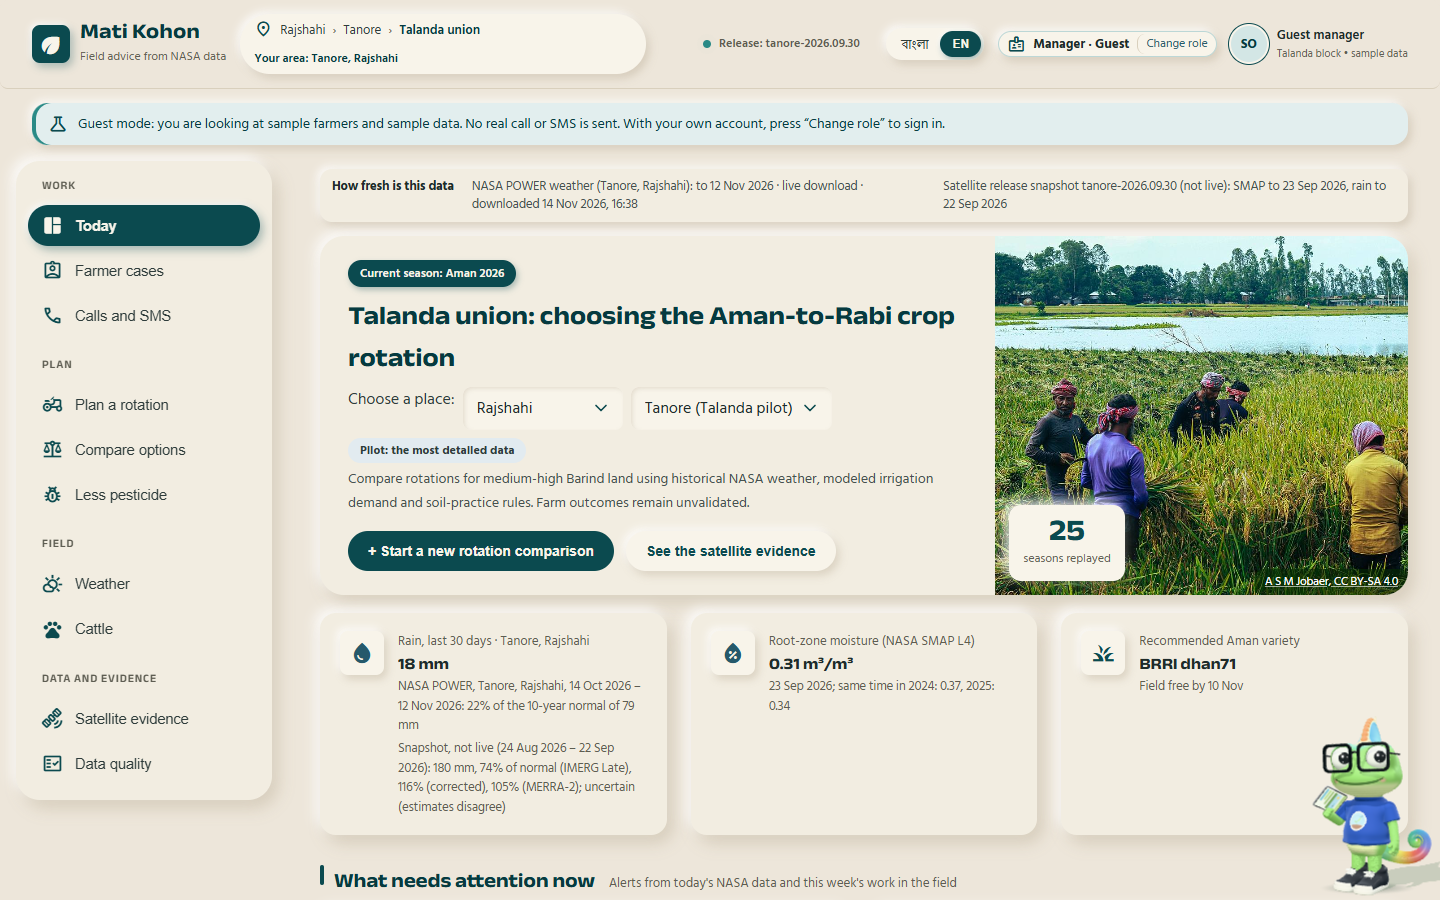 Mati Kohon
Field advice from NASA data
Rajshahi › Tanore › Talanda union
Your area: Tanore, Rajshahi
Release: tanore-2026.09.30
বাংলা
EN
Manager · Guest
Change role
SO
Guest manager
Talanda block • sample data
Guest mode: you are looking at sample farmers and sample data. No real call or SMS is sent. With your own account, press “Change role” to sign in.
WORK
Today
Farmer cases
Calls and SMS
PLAN
Plan a rotation
Compare options
Less pesticide
FIELD
Weather
Cattle
DATA AND EVIDENCE
Satellite evidence
Data quality
How fresh is this data
NASA POWER weather (Tanore, Rajshahi): to 12 Nov 2026 · live download ·
downloaded 14 Nov 2026, 16:38
Satellite release snapshot tanore-2026.09.30 (not live): SMAP to 23 Sep 2026, rain to
22 Sep 2026
Current season: Aman 2026
Talanda union: choosing the Aman-to-Rabi crop
rotation
Choose a place:
Rajshahi
Tanore (Talanda pilot)
Pilot: the most detailed data
Compare rotations for medium-high Barind land using historical NASA weather, modeled irrigation
demand and soil-practice rules. Farm outcomes remain unvalidated.
+ Start a new rotation comparison
See the satellite evidence
25
seasons replayed
A S M Jobaer, CC BY-SA 4.0
Rain, last 30 days · Tanore, Rajshahi
18 mm
NASA POWER, Tanore, Rajshahi, 14 Oct 2026 –
12 Nov 2026: 22% of the 10-year normal of 79
mm
Snapshot, not live (24 Aug 2026 – 22 Sep
2026): 180 mm, 74% of normal (IMERG Late),
116% (corrected), 105% (MERRA-2); uncertain
(estimates disagree)
Root-zone moisture (NASA SMAP L4)
0.31 m³/m³
23 Sep 2026; same time in 2024: 0.37, 2025:
0.34
Recommended Aman variety
BRRI dhan71
Field free by 10 Nov
What needs attention now
Alerts from today's NASA data and this week's work in the field